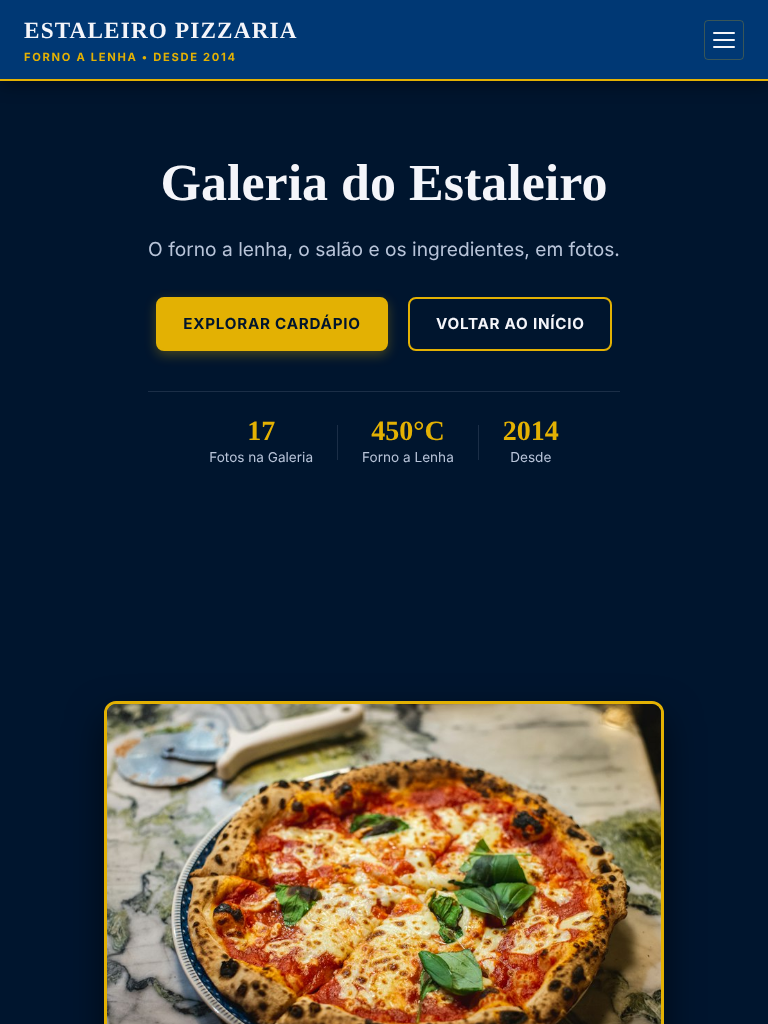 ESTALEIRO PIZZARIA
FORNO A LENHA • DESDE 2014
Galeria do Estaleiro
O forno a lenha, o salão e os ingredientes, em fotos.
EXPLORAR CARDÁPIO
VOLTAR AO INÍCIO
17
Fotos na Galeria
450°C
Forno a Lenha
2014
Desde